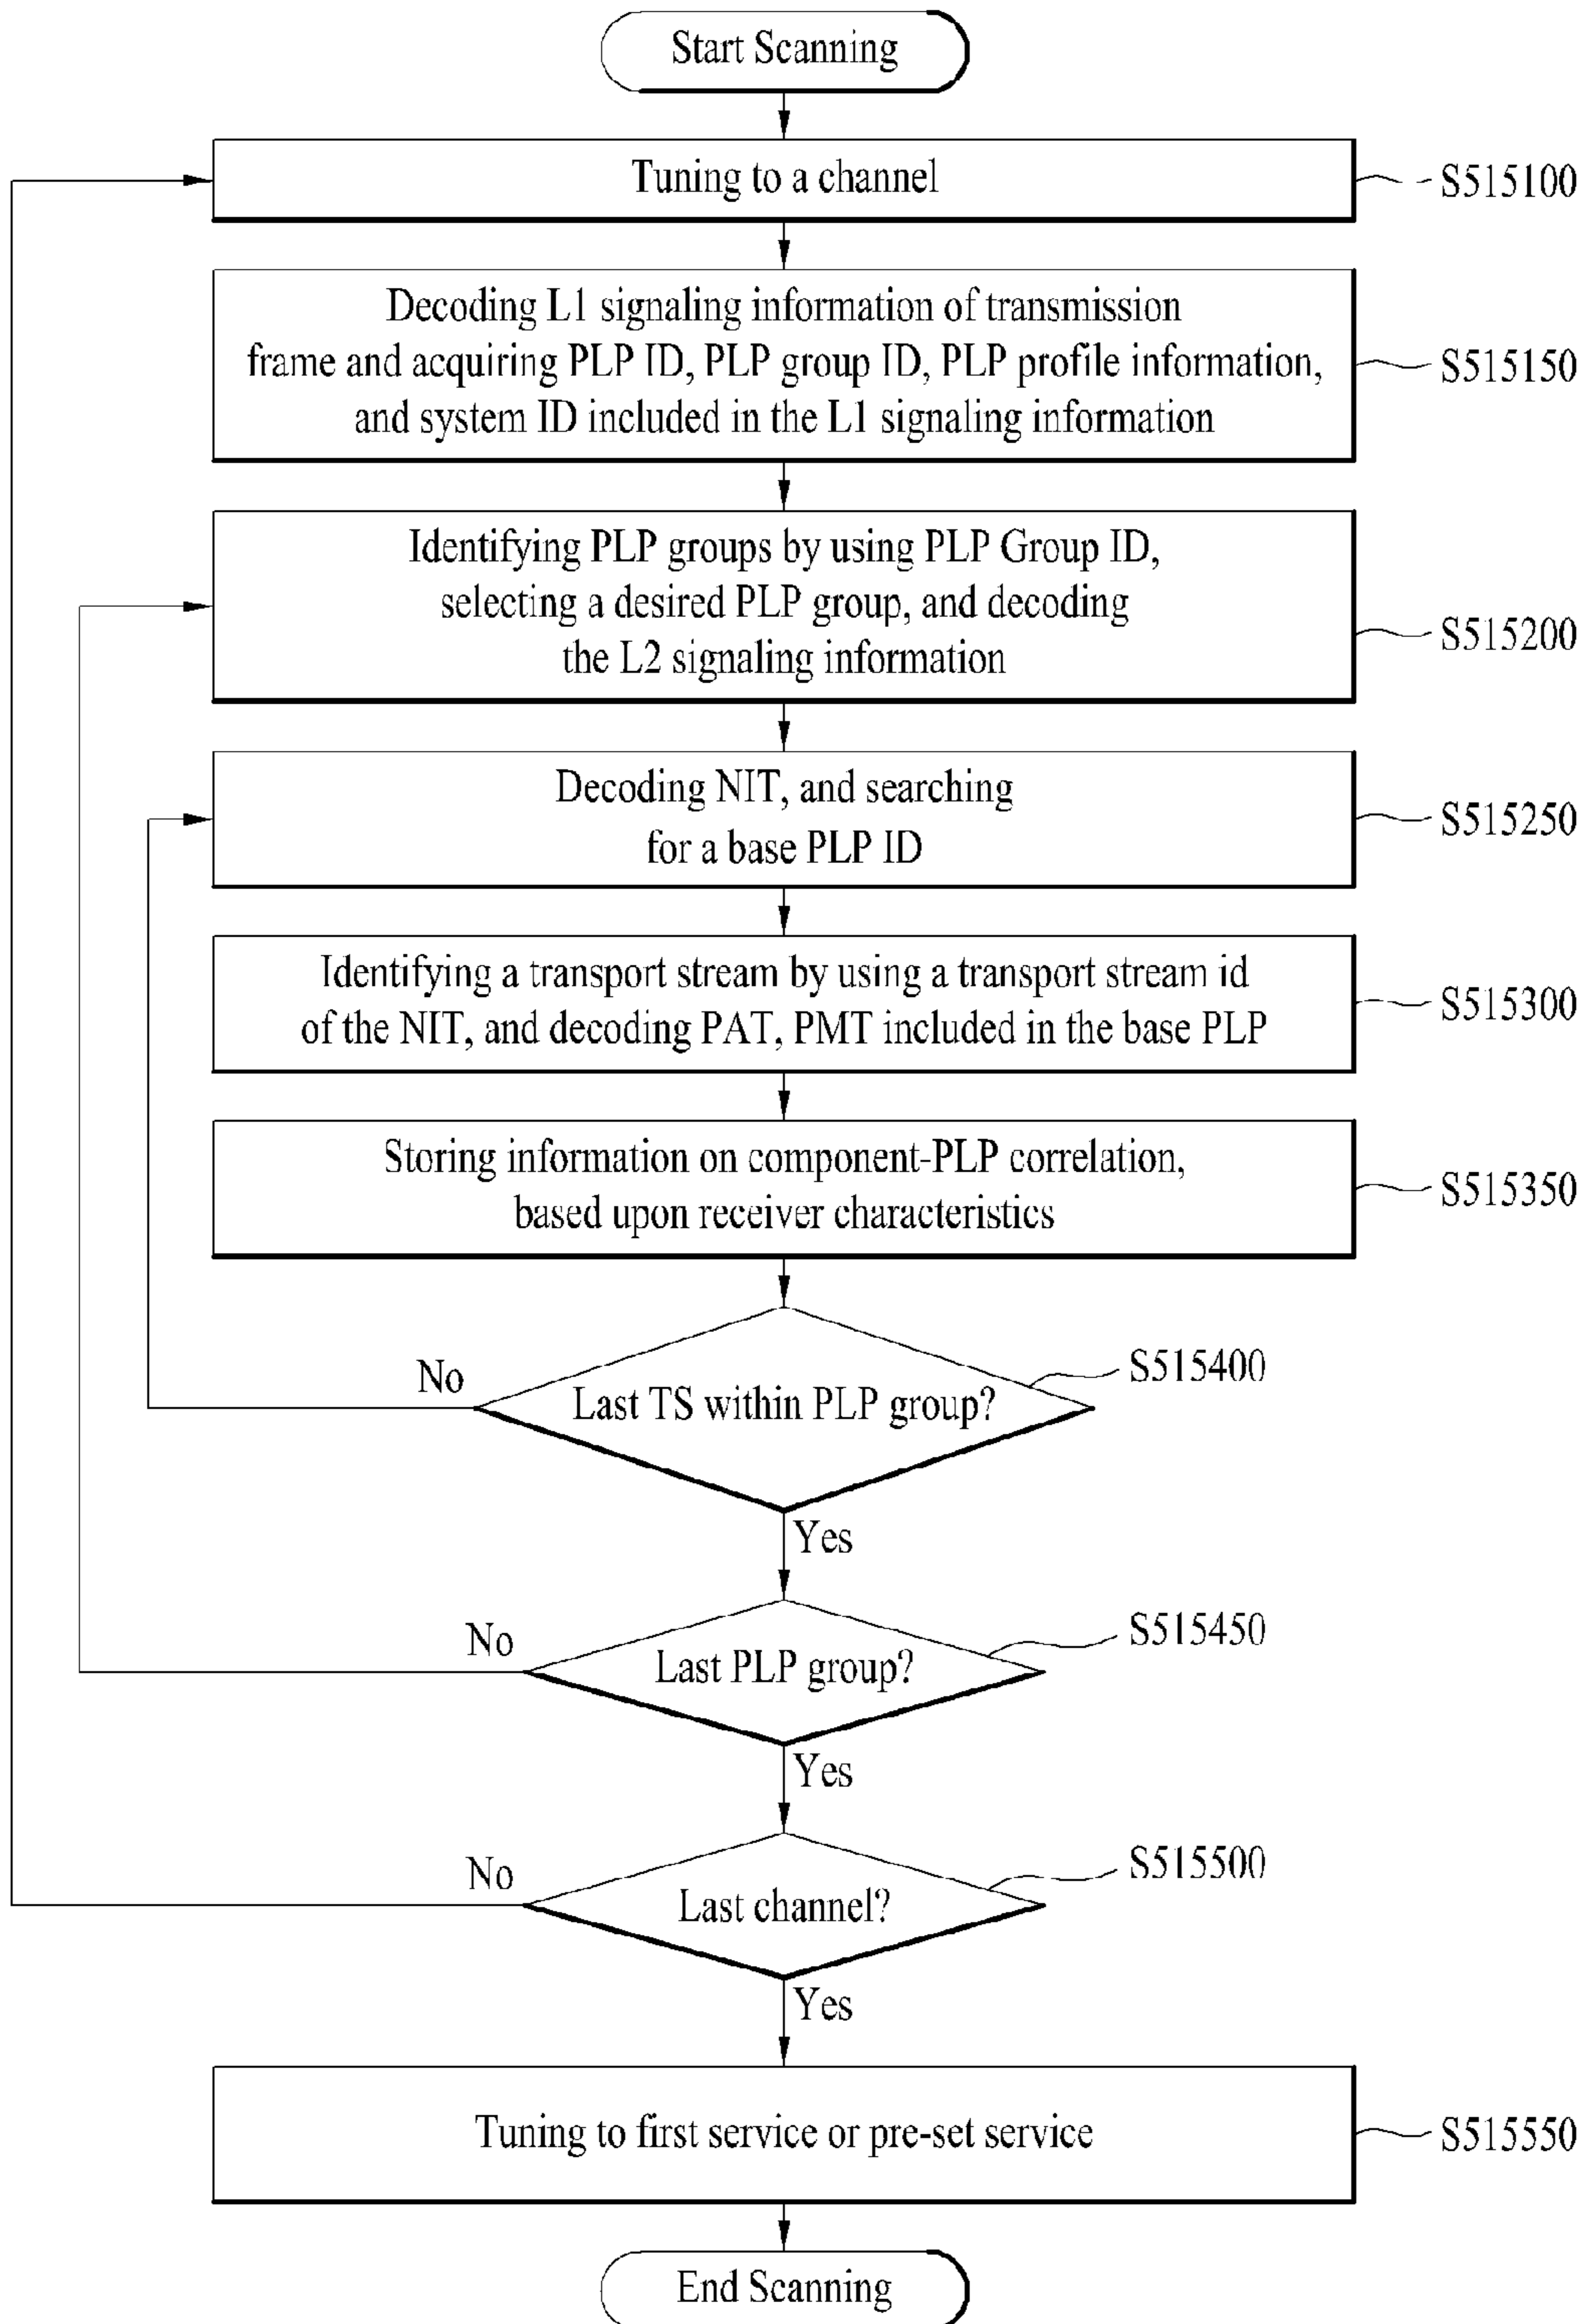 Start Scanning
Tuning to a channel
S515100
Decoding L1 signaling information of transmission
frame and acquiring PLP ID, PLP group ID, PLP profile information,
and system ID included in the L1 signaling information
S515150
Identifying PLP groups by using PLP Group ID,
selecting a desired PLP group, and decoding
the L2 signaling information
S515200
Decoding NIT, and searching
for a base PLP ID
S515250
Identifying a transport stream by using a transport stream id
of the NIT, and decoding PAT, PMT included in the base PLP
S515300
Storing information on component-PLP correlation,
based upon receiver characteristics
S515350
Last TS within PLP group?
S515400
No
Yes
Last PLP group?
S515450
No
Yes
Last channel?
S515500
No
Yes
Tuning to first service or pre-set service
S515550
End Scanning